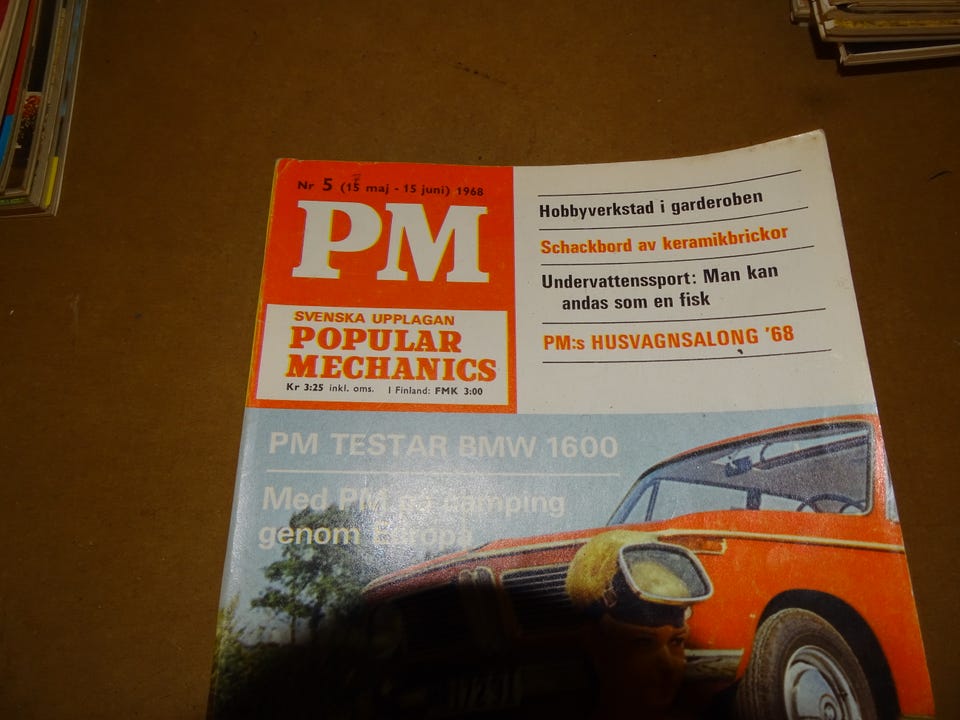 Nr 5 (15 maj - 15 juni) 1968
PM
SVENSKA UPPLAGAN
POPULAR
MECHANICS
Kr 3:25 inkl. oms. I Finland: FMK 3:00
Hobbyverkstad i garderoben
Schackbord av keramikbrickor
Undervattenssport: Man kan
andas som en fisk
PM:s HUSVAGNSALONG '68
PM TESTAR BMW 1600
Med PM på camping
genom Europa